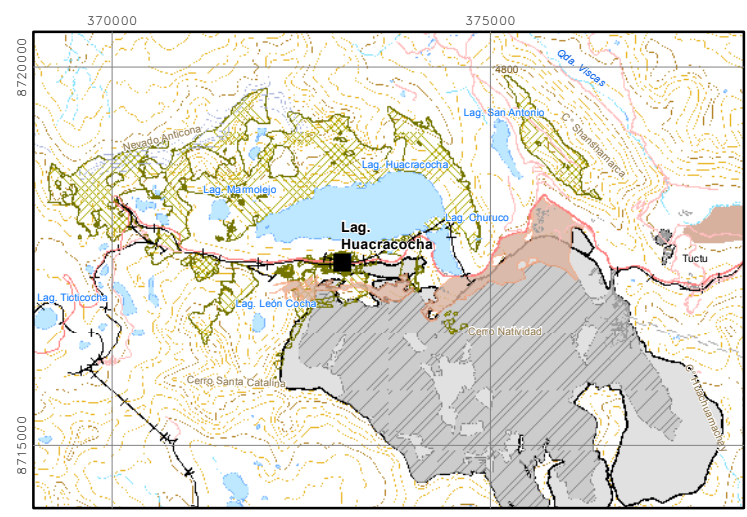 370000
375000
8720000
8715000
4800
Qda. Viscas
Lag. San Antonio
C. Shanshamarca
Nevado Anticona
Lag. Huacracocha
Lag. Marmolejo
Lag. Churuco
Lag.
Huacracocha
Tuctu
Lag. Ticticocha
Lag. León Cocha
Cerro Natividad
Cerro Santa Catalina